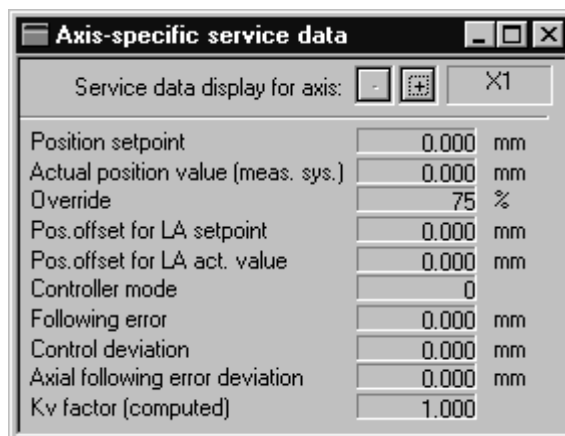 Axis-specific service data
Service data display for axis: - + X1
Position setpoint 0.000 mm
Actual position value (meas. sys.) 0.000 mm
Override 75 %
Pos.offset for LA setpoint 0.000 mm
Pos.offset for LA act. value 0.000 mm
Controller mode 0
Following error 0.000 mm
Control deviation 0.000 mm
Axial following error deviation 0.000 mm
Kv factor (computed) 1.000